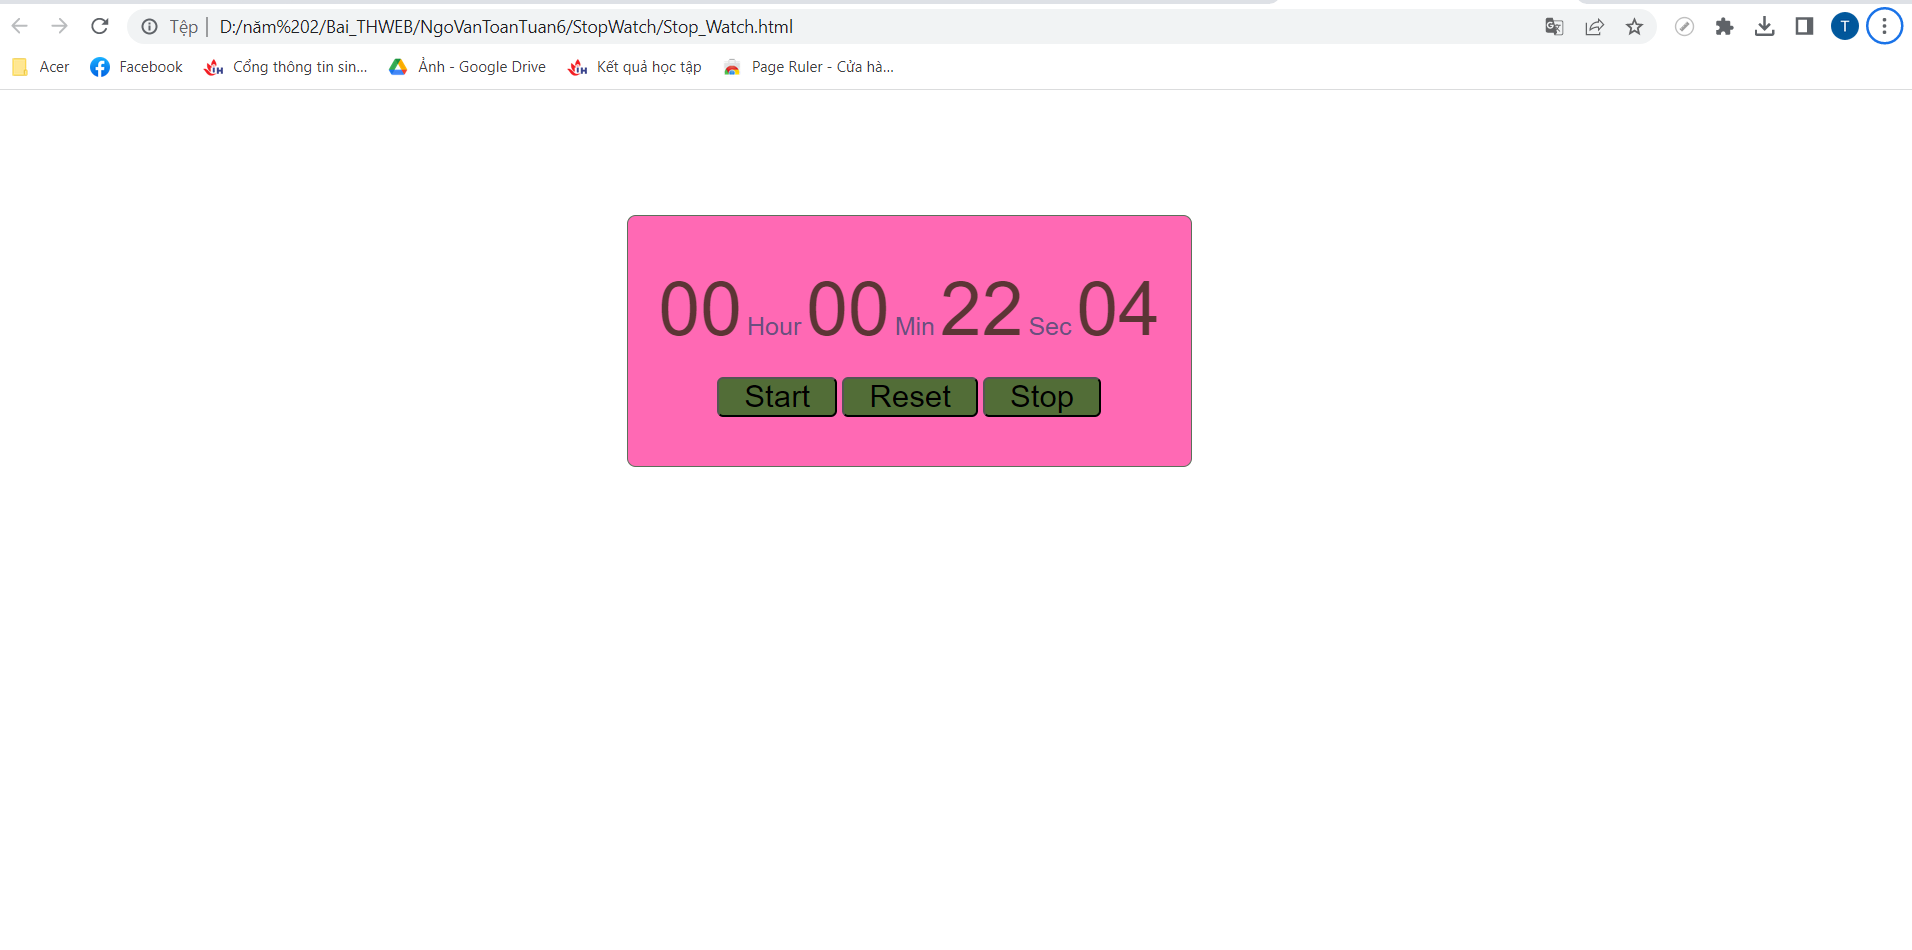 Tệp | D:/năm%202/Bai_THWEB/NgoVanToanTuan6/StopWatch/Stop_Watch.html T
Acer Facebook Cổng thông tin sin... Ảnh - Google Drive Kết quả học tập Page Ruler - Cửa hà...
00 Hour 00 Min 22 Sec 04
Start Reset Stop